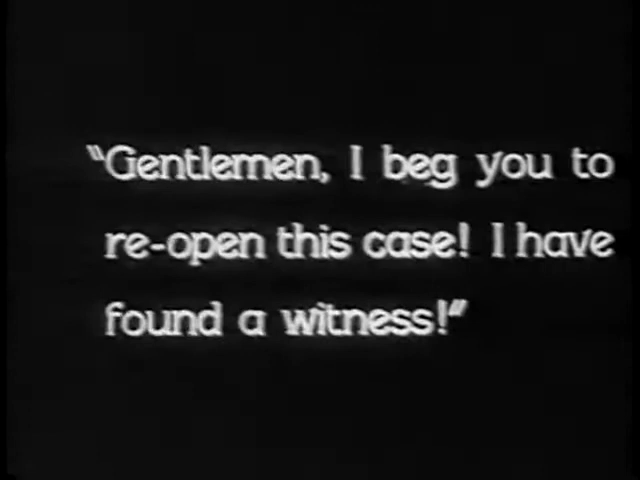 "Gentlemen, I beg you to
re-open this case! I have
found a witness!"